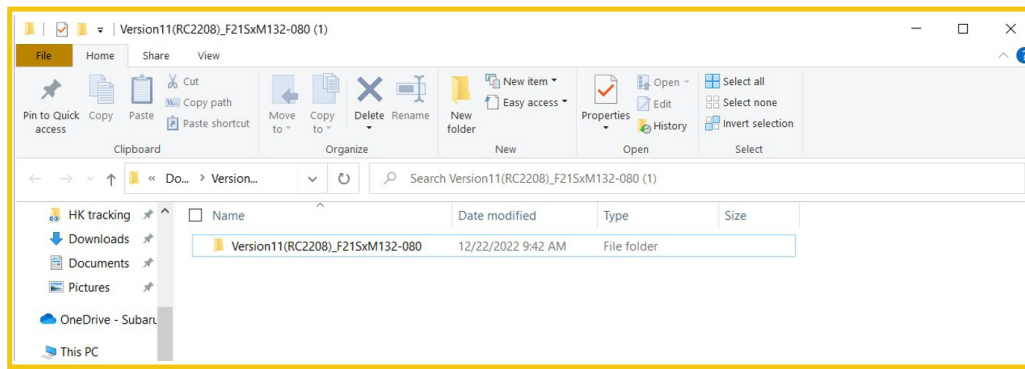 Version11(RC2208)_F21SxM132-080 (1)
File Home Share View
Pin to Quick access
Copy
Paste
Cut
Copy path
Paste shortcut
Clipboard
Move to
Copy to
Delete
Rename
Organize
New folder
New item
Easy access
New
Properties
Open
Edit
History
Open
Select all
Select none
Invert selection
Select
« Do... > Version...
Search Version11(RC2208)_F21SxM132-080 (1)
HK tracking
Downloads
Documents
Pictures
OneDrive - Subaru
This PC
Name Date modified Type Size
Version11(RC2208)_F21SxM132-080 12/22/2022 9:42 AM File folder